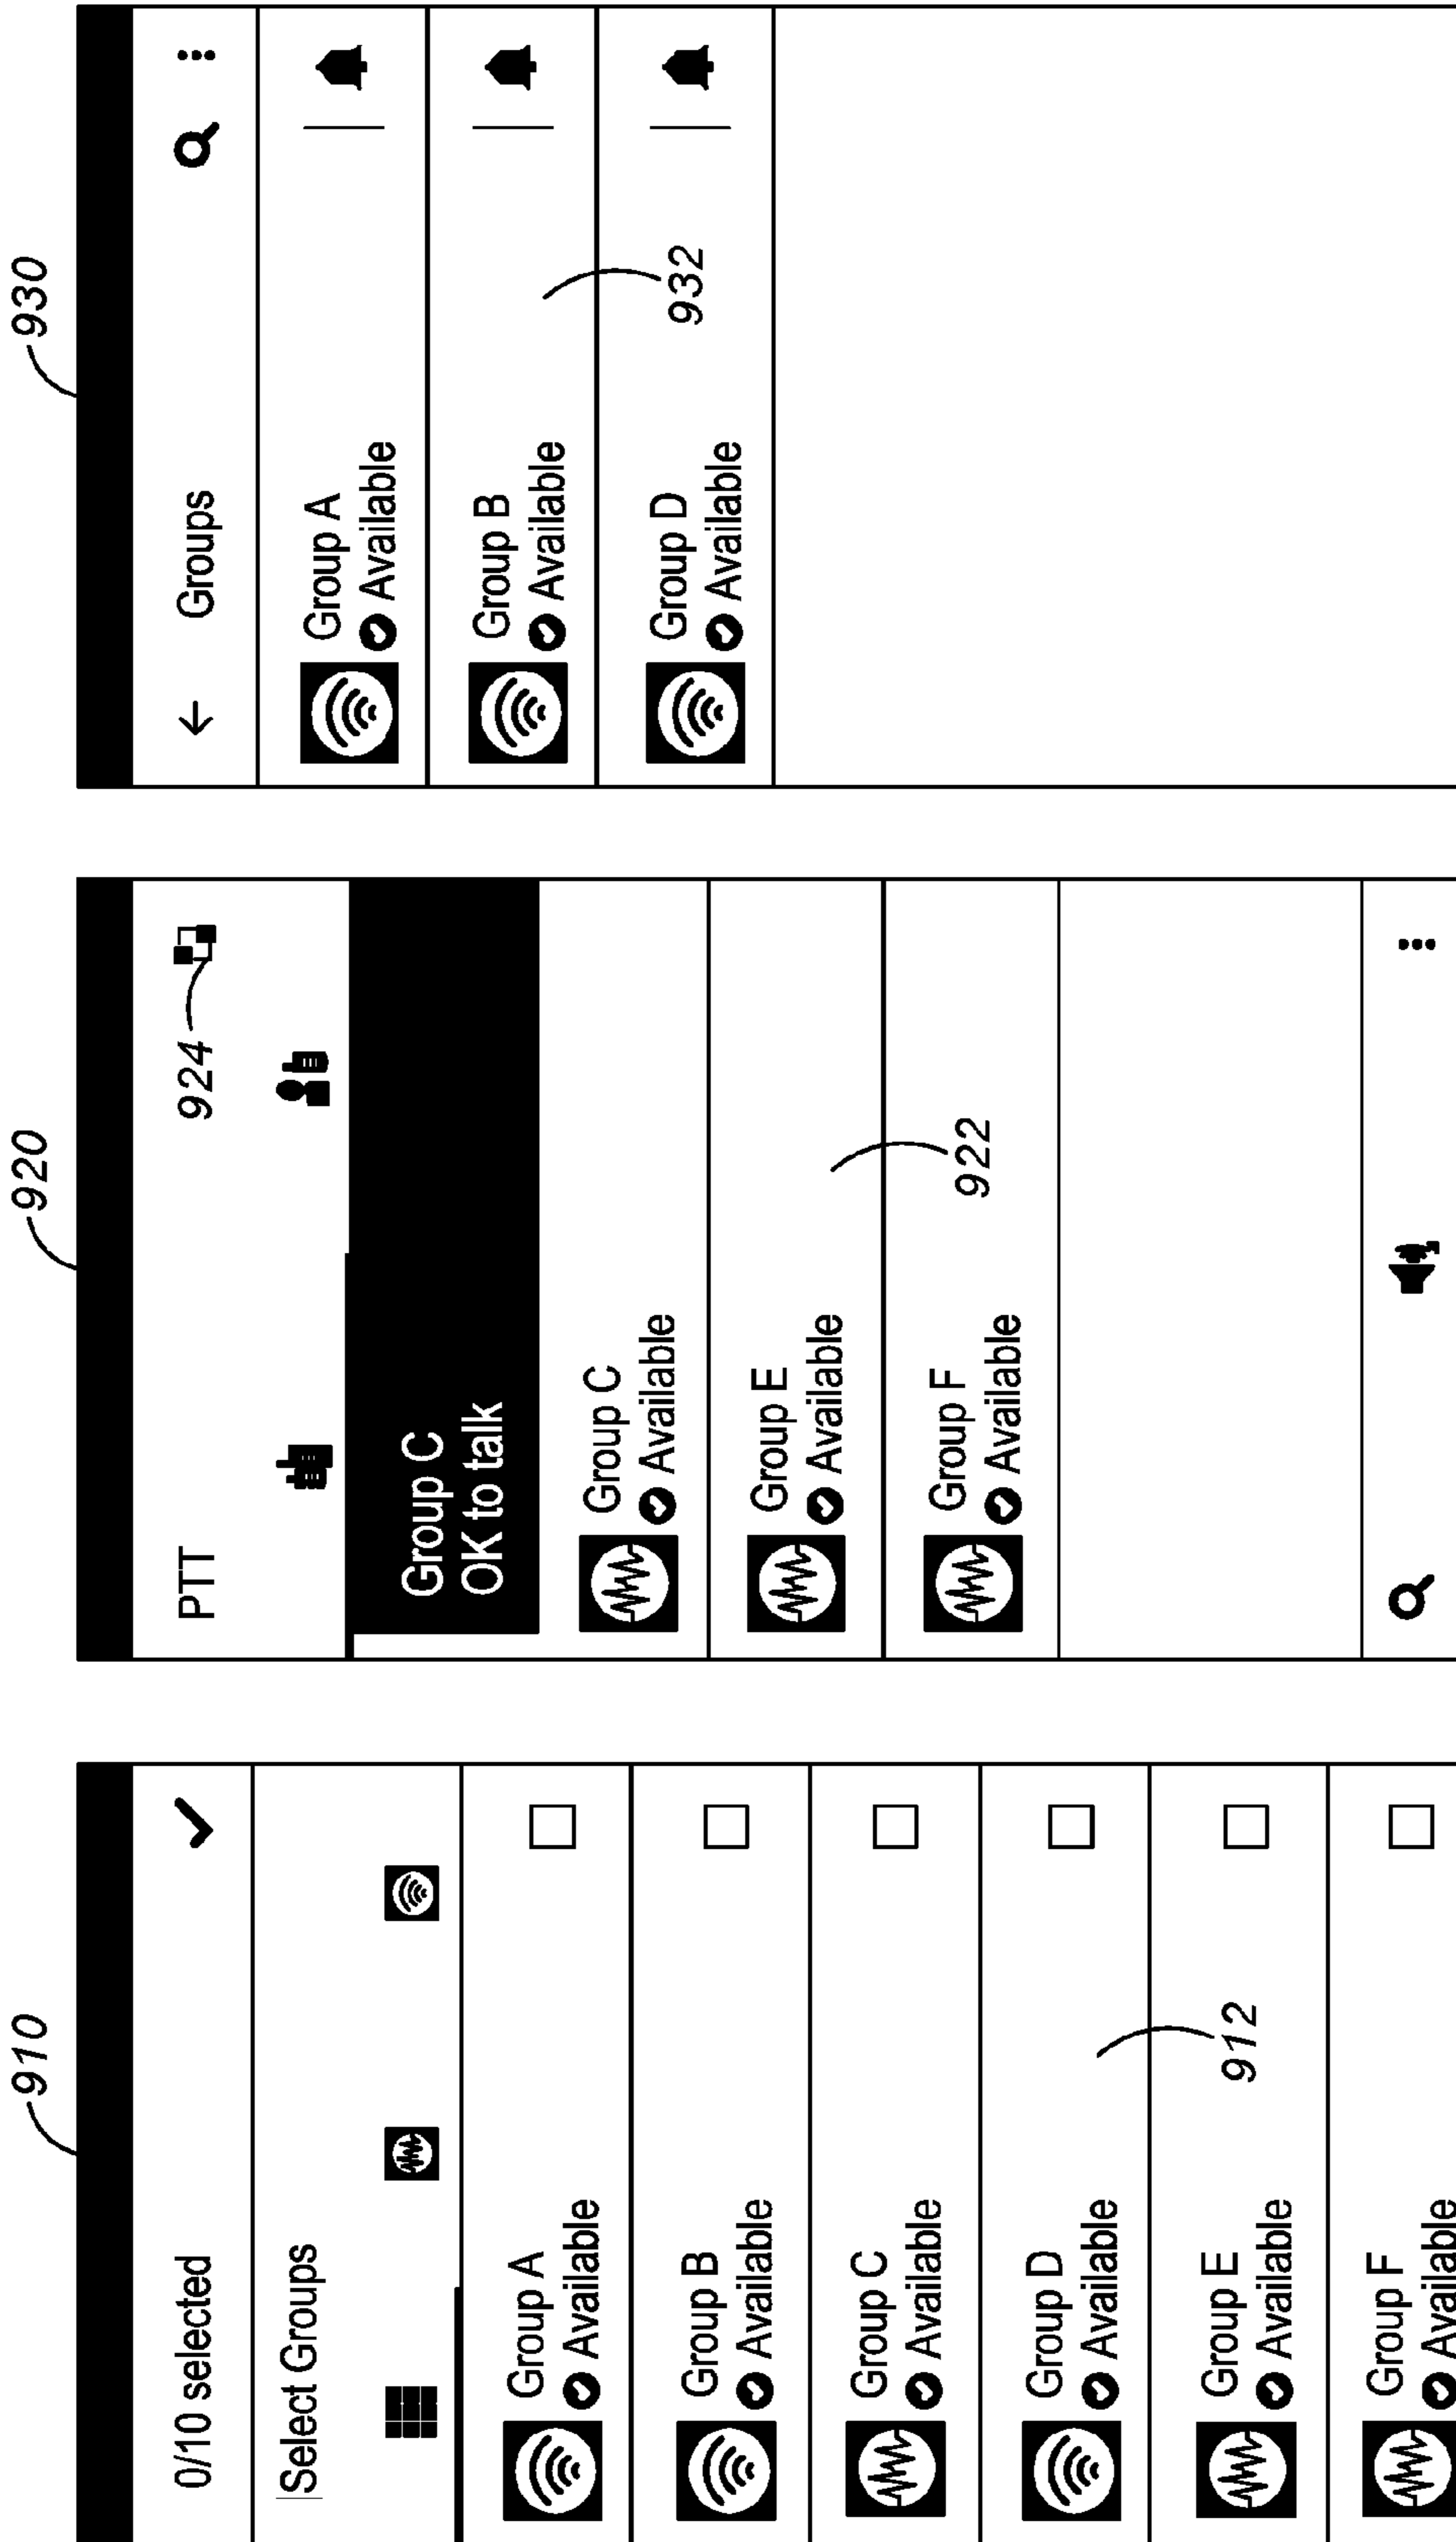 910
0/10 selected
Select Groups
Group A
Available
Group B
Available
Group C
Available
Group D
Available
912
Group E
Available
Group F
Available
920
PTT
924
Group C
OK to talk
Group C
Available
Group E
Available
922
Group F
Available
930
Groups
Group A
Available
Group B
Available
932
Group D
Available